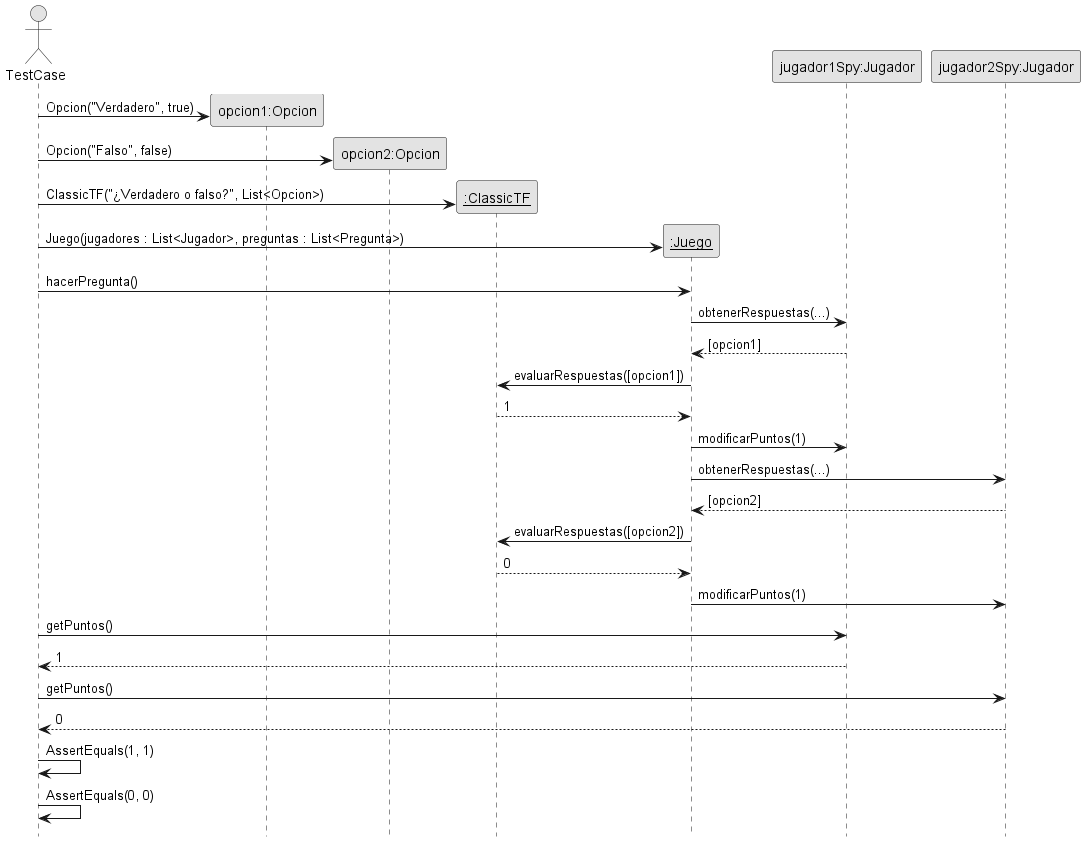 TestCase
jugador1Spy:Jugador
jugador2Spy:Jugador
Opcion("Verdadero", true)
opcion1:Opcion
Opcion("Falso", false)
opcion2:Opcion
ClassicTF("¿Verdadero o falso?", List<Opcion>)
:ClassicTF
Juego(jugadores : List<Jugador>, preguntas : List<Pregunta>)
:Juego
hacerPregunta()
obtenerRespuestas(...)
[opcion1]
evaluarRespuestas([opcion1])
1
modificarPuntos(1)
obtenerRespuestas(...)
[opcion2]
evaluarRespuestas([opcion2])
0
modificarPuntos(1)
getPuntos()
1
getPuntos()
0
AssertEquals(1, 1)
AssertEquals(0, 0)